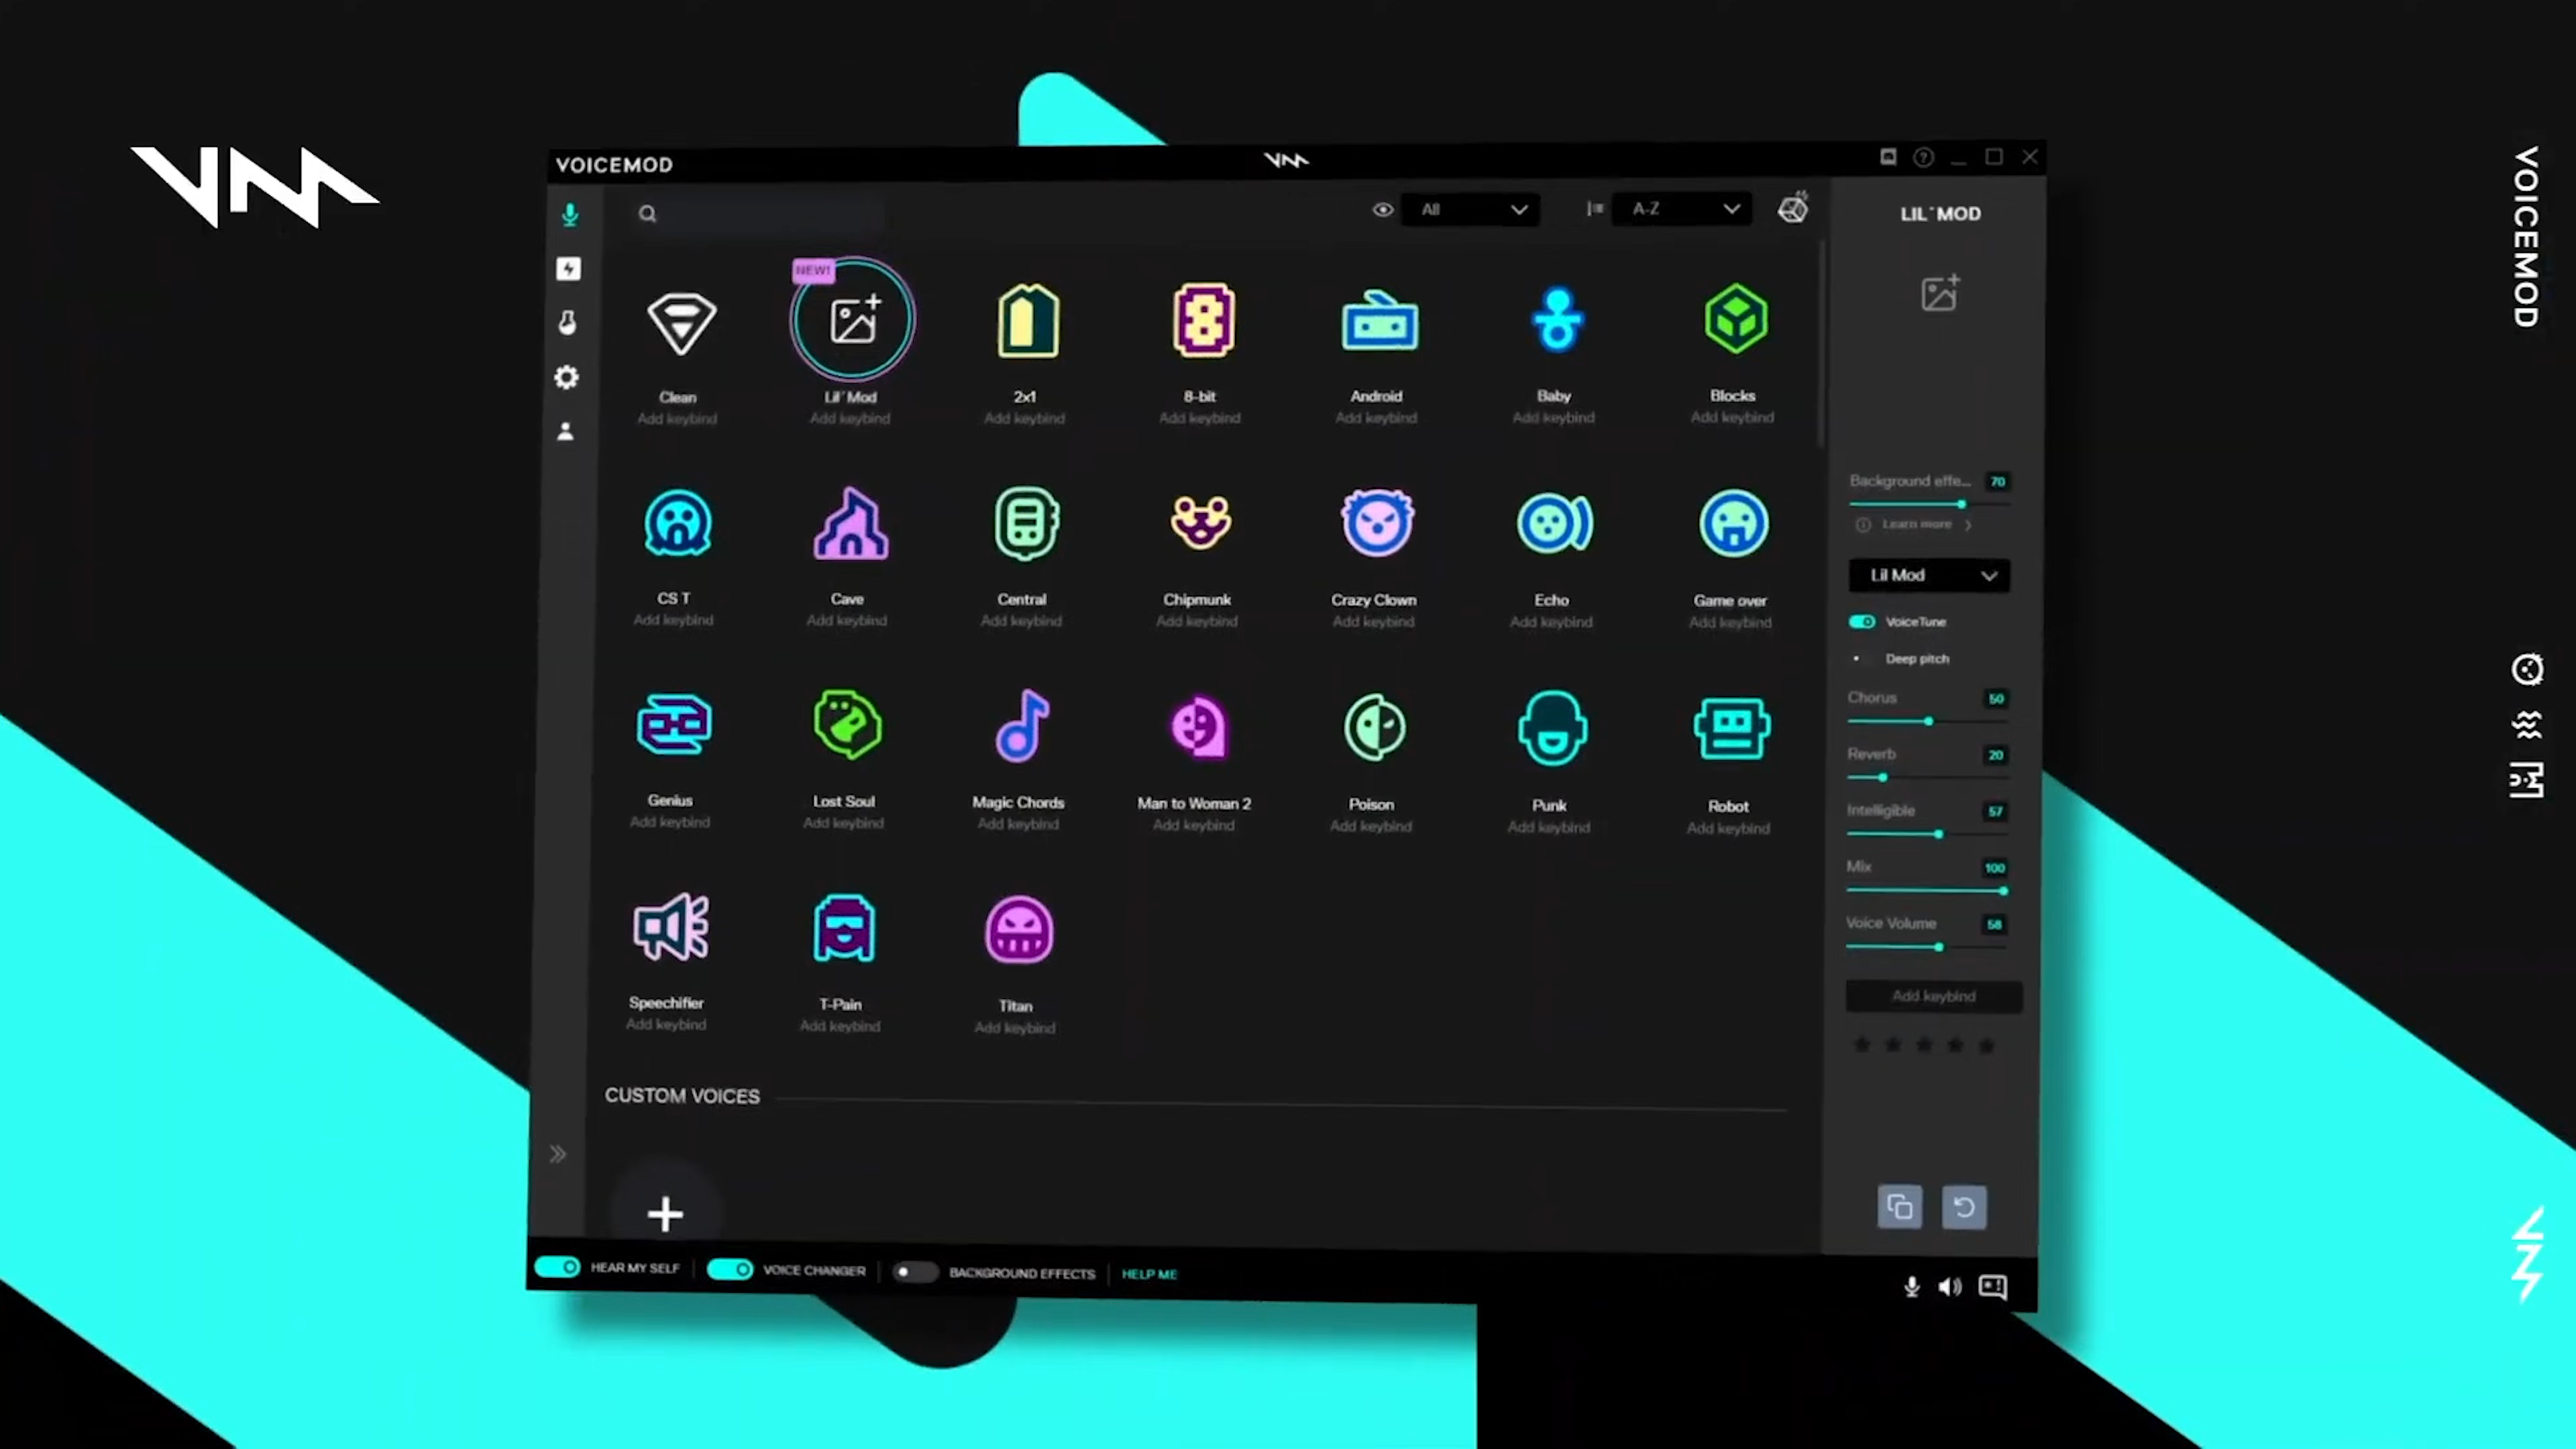 VOICEMOD
VOICEMOD
All
A-Z
LIL´MOD
NEW!
Clean
Add keybind
Lil´Mod
Add keybind
2x1
Add keybind
8-bit
Add keybind
Android
Add keybind
Baby
Add keybind
Blocks
Add keybind
CS T
Add keybind
Cave
Add keybind
Central
Add keybind
Chipmunk
Add keybind
Crazy Clown
Add keybind
Echo
Add keybind
Game over
Add keybind
Genius
Add keybind
Lost Soul
Add keybind
Magic Chords
Add keybind
Man to Woman 2
Add keybind
Poison
Add keybind
Punk
Add keybind
Robot
Add keybind
Speechifier
Add keybind
T-Pain
Add keybind
Titan
Add keybind
CUSTOM VOICES
Background effe... 70
Learn more
Lil Mod
VoiceTune
Deep pitch
Chorus 50
Reverb 20
Intelligible 57
Mix 100
Voice Volume 58
Add keybind
HEAR MY SELF
VOICE CHANGER
BACKGROUND EFFECTS
HELP ME